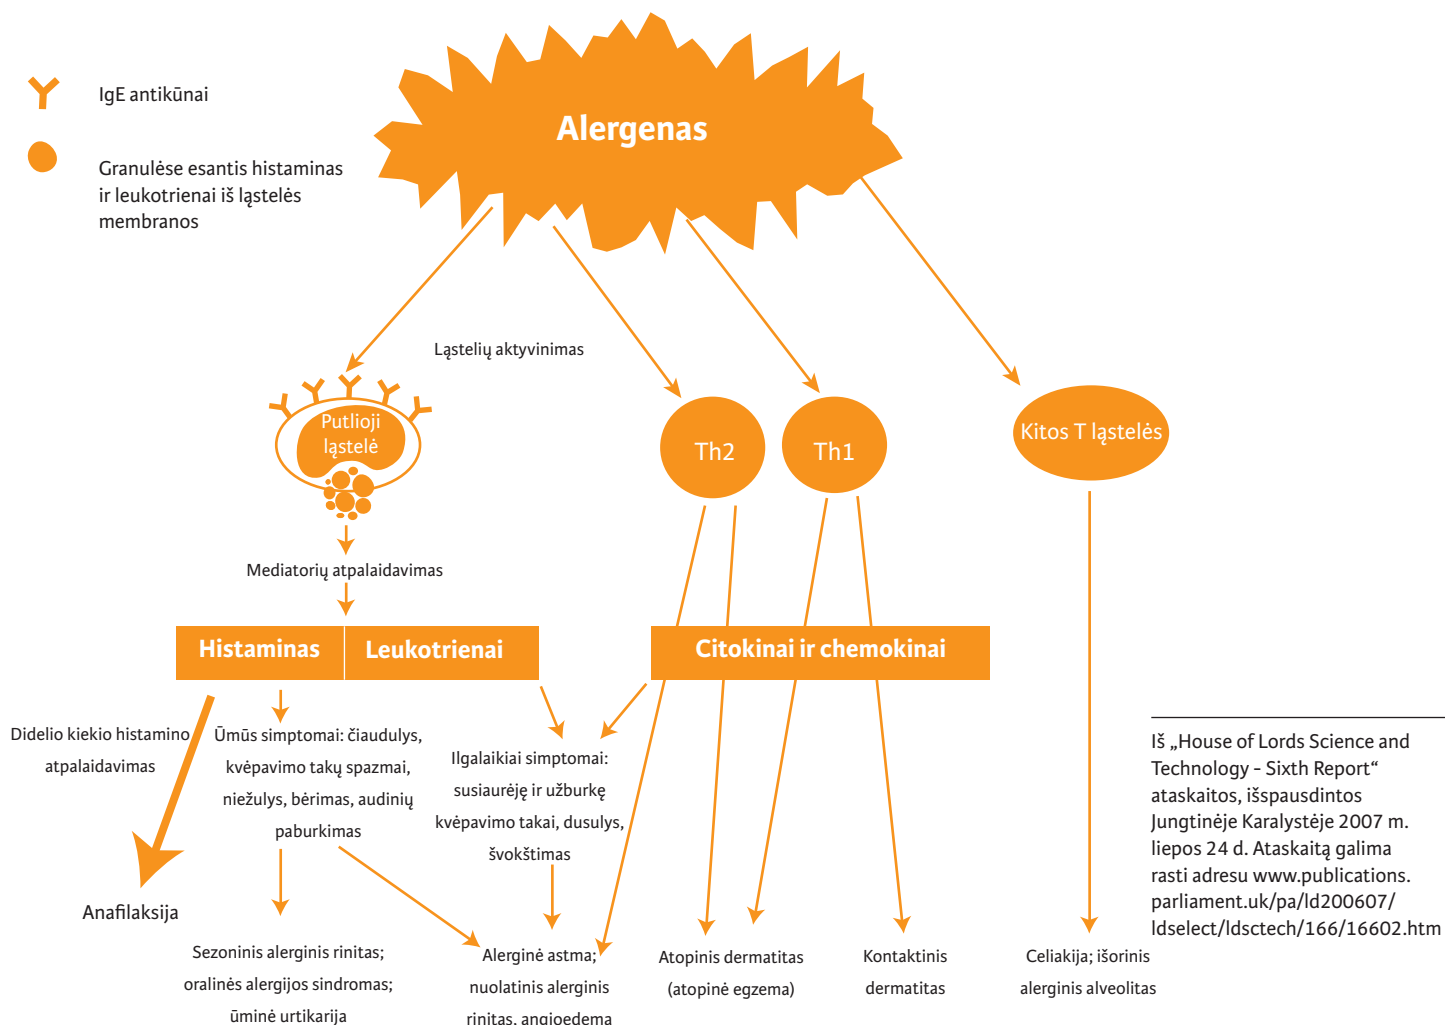 Alergenas
IgE antikūnai
Granulėse esantis histaminas
ir leukotrienai iš ląstelės
membranos
Ląstelių aktyvinimas
Putlioji
ląstelė
Th2
Th1
Kitos T ląstelės
Mediatorių atpalaidavimas
Histaminas
Leukotrienai
Citokinai ir chemokinai
Didelio kiekio histamino
atpalaidavimas
Ūmūs simptomai: čiaudulys,
kvėpavimo takų spazmai,
niežulys, bėrimas, audinių
paburkimas
Ilgalaikiai simptomai:
susiaurėję ir užburkę
kvėpavimo takai, dusulys,
švokštimas
Anafilaksija
Sezoninis alerginis rinitas;
oralinės alergijos sindromas;
ūminė urtikarija
Alerginė astma;
nuolatinis alerginis
rinitas, angioedema
Atopinis dermatitas
(atopinė egzema)
Kontaktinis
dermatitas
Celiakija; išorinis
alerginis alveolitas
Iš „House of Lords Science and
Technology - Sixth Report“
ataskaitos, išspausdintos
Jungtinėje Karalystėje 2007 m.
liepos 24 d. Ataskaitą galima
rasti adresu www.publications.
parliament.uk/pa/ld200607/
ldselect/ldsctech/166/16602.htm